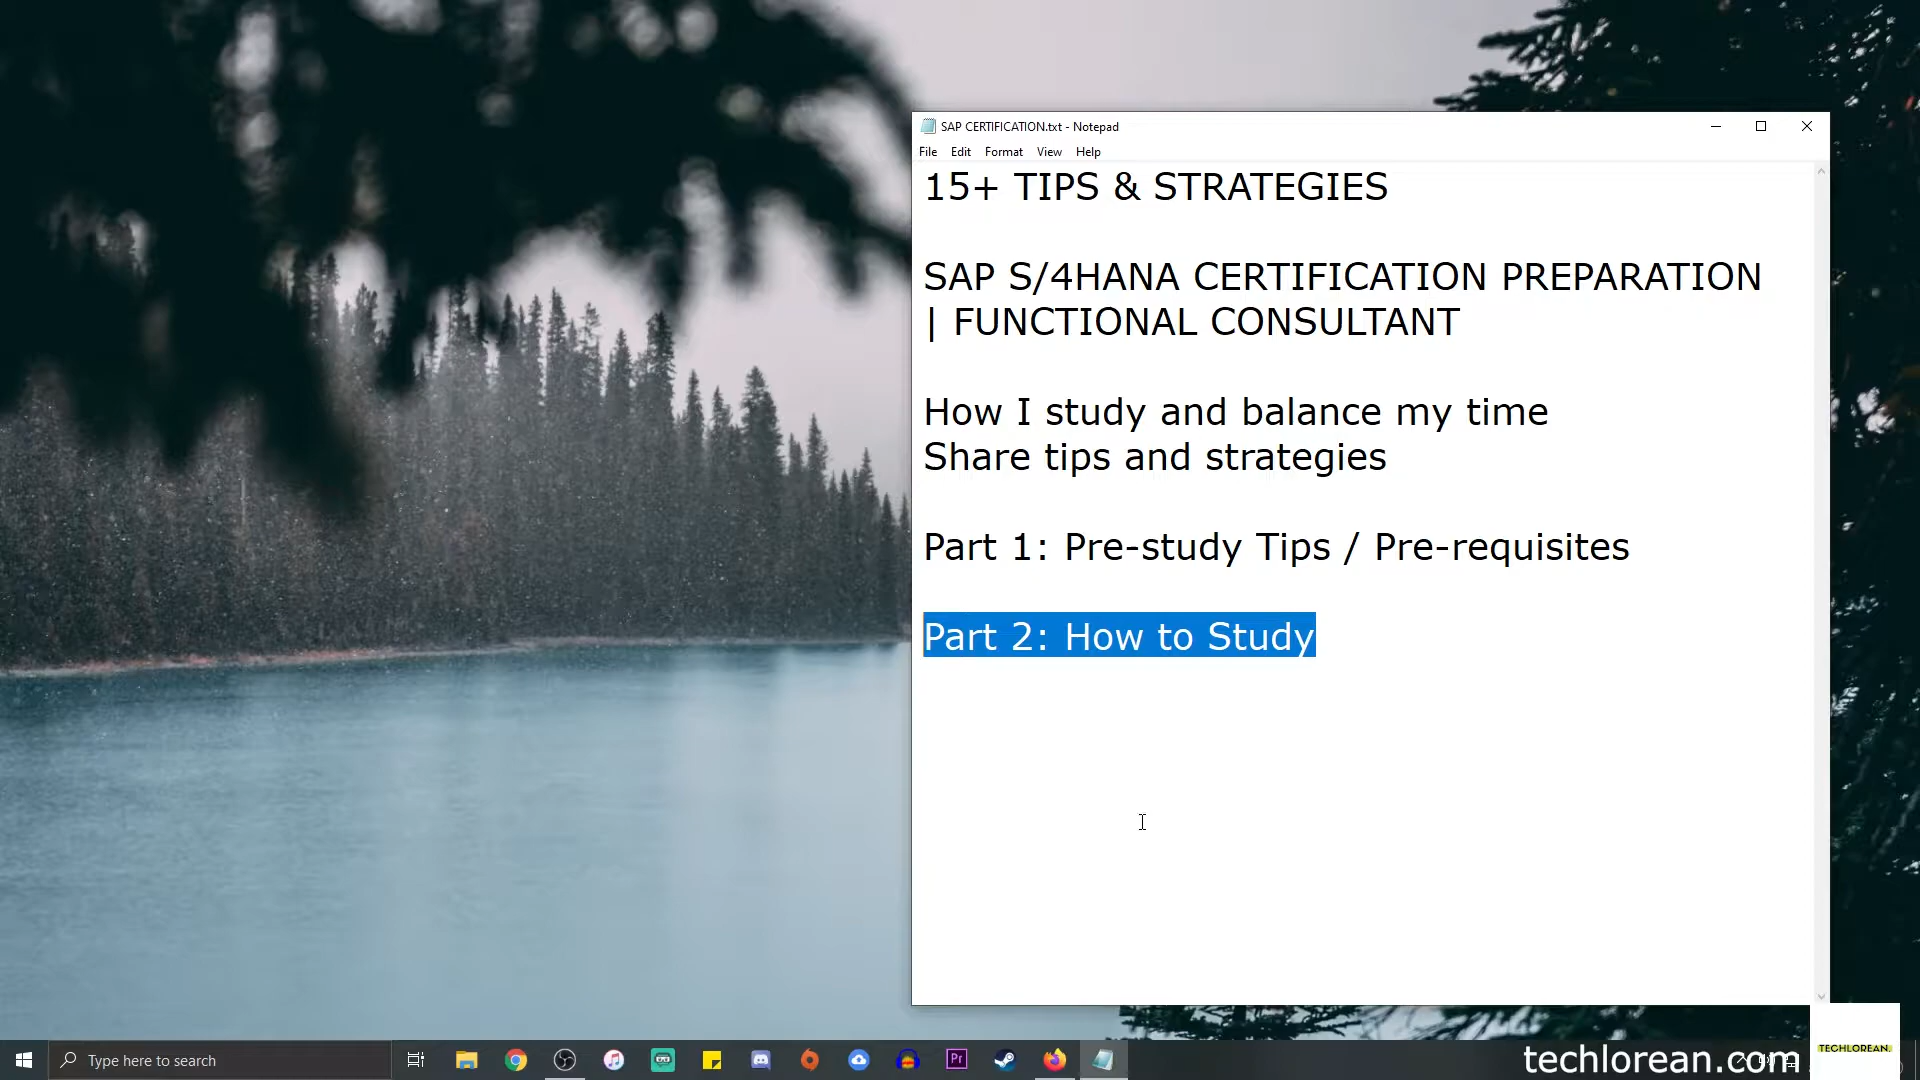 SAP CERTIFICATION.txt - Notepad
File Edit Format View Help
15+ TIPS & STRATEGIES
SAP S/4HANA CERTIFICATION PREPARATION
| FUNCTIONAL CONSULTANT
How I study and balance my time
Share tips and strategies
Part 1: Pre-study Tips / Pre-requisites
Part 2: How to Study
Type here to search
Pr
techlorean.com
TECHLOREAN.